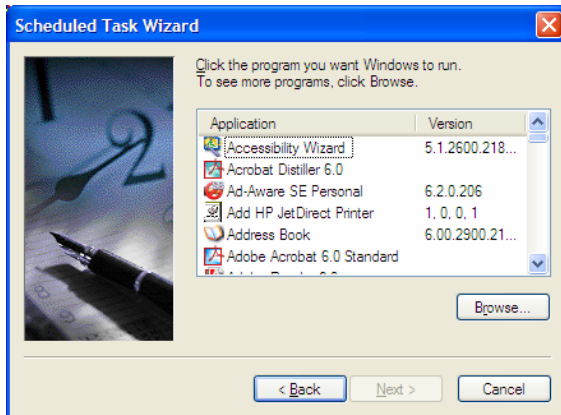 Scheduled Task Wizard
Click the program you want Windows to run.
To see more programs, click Browse.
Application Version
Accessibility Wizard 5.1.2600.218...
Acrobat Distiller 6.0
Ad-Aware SE Personal 6.2.0.206
Add HP JetDirect Printer 1, 0, 0, 1
Address Book 6.00.2900.21...
Adobe Acrobat 6.0 Standard
Browse...
< Back Next > Cancel